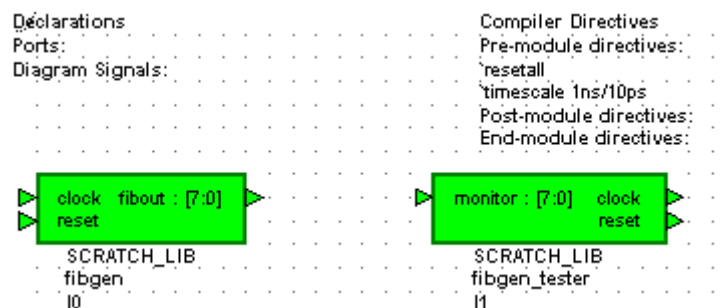 Declarations
Ports:
Diagram Signals:
Compiler Directives
Pre-module directives:
`resetall
`timescale 1ns/10ps
Post-module directives:
End-module directives:
clock fibout : [7:0]
reset
SCRATCH_LIB
fibgen
I0
monitor : [7:0] clock
reset
SCRATCH_LIB
fibgen_tester
I1